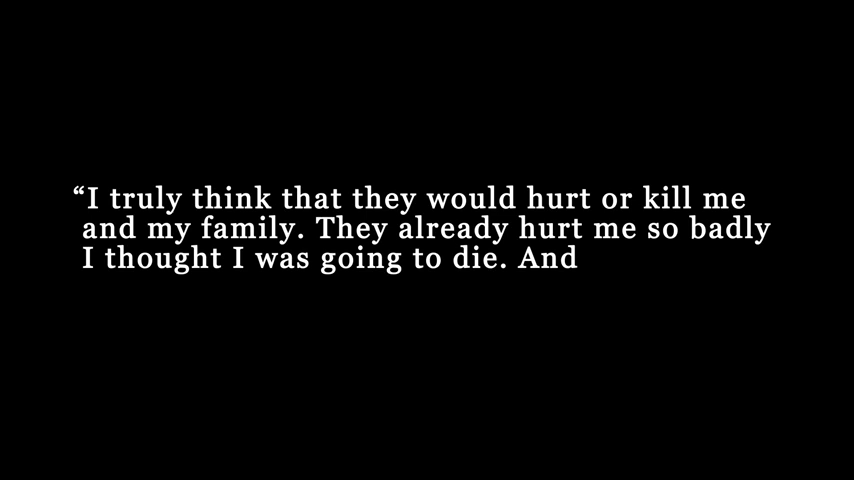 “I truly think that they would hurt or kill me
and my family. They already hurt me so badly
I thought I was going to die. And